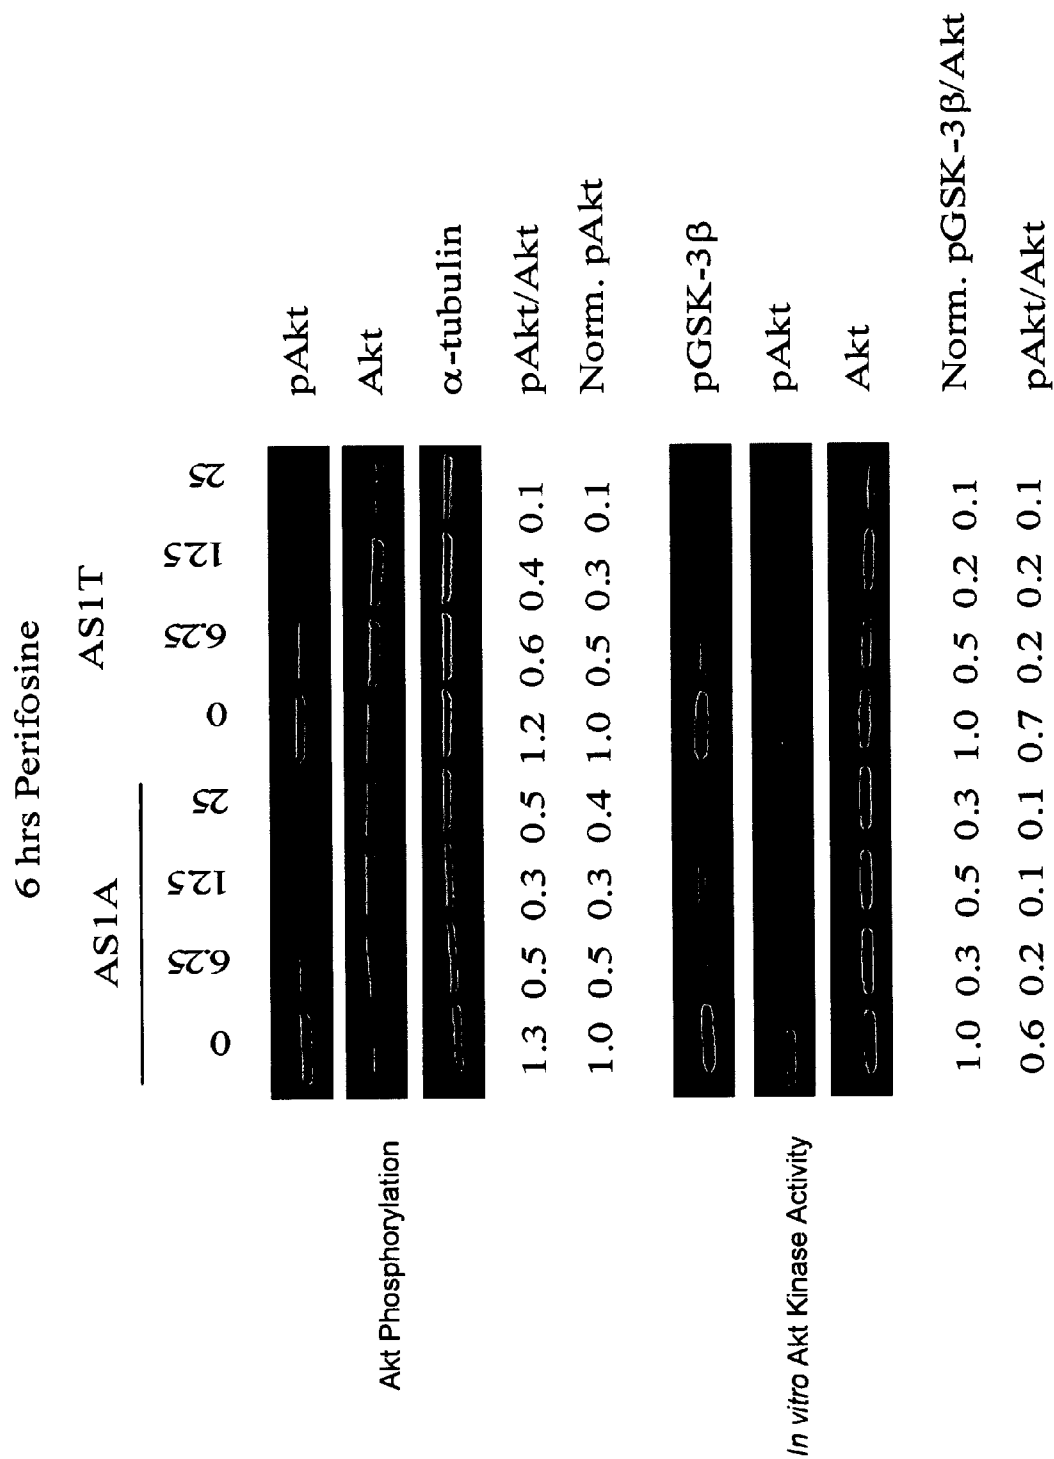 6 hrs Perifosine
AS1A AS1T
0 6.25 12.5 25 0 6.25 12.5 25
Akt Phosphorylation
pAkt
Akt
α-tubulin
1.3 0.5 0.3 0.5 1.2 0.6 0.4 0.1 pAkt/Akt
1.0 0.5 0.3 0.4 1.0 0.5 0.3 0.1 Norm. pAkt
In vitro Akt Kinase Activity
pGSK-3β
pAkt
Akt
1.0 0.3 0.5 0.3 1.0 0.5 0.2 0.1 Norm. pGSK-3β/Akt
0.6 0.2 0.1 0.1 0.7 0.2 0.2 0.1 pAkt/Akt